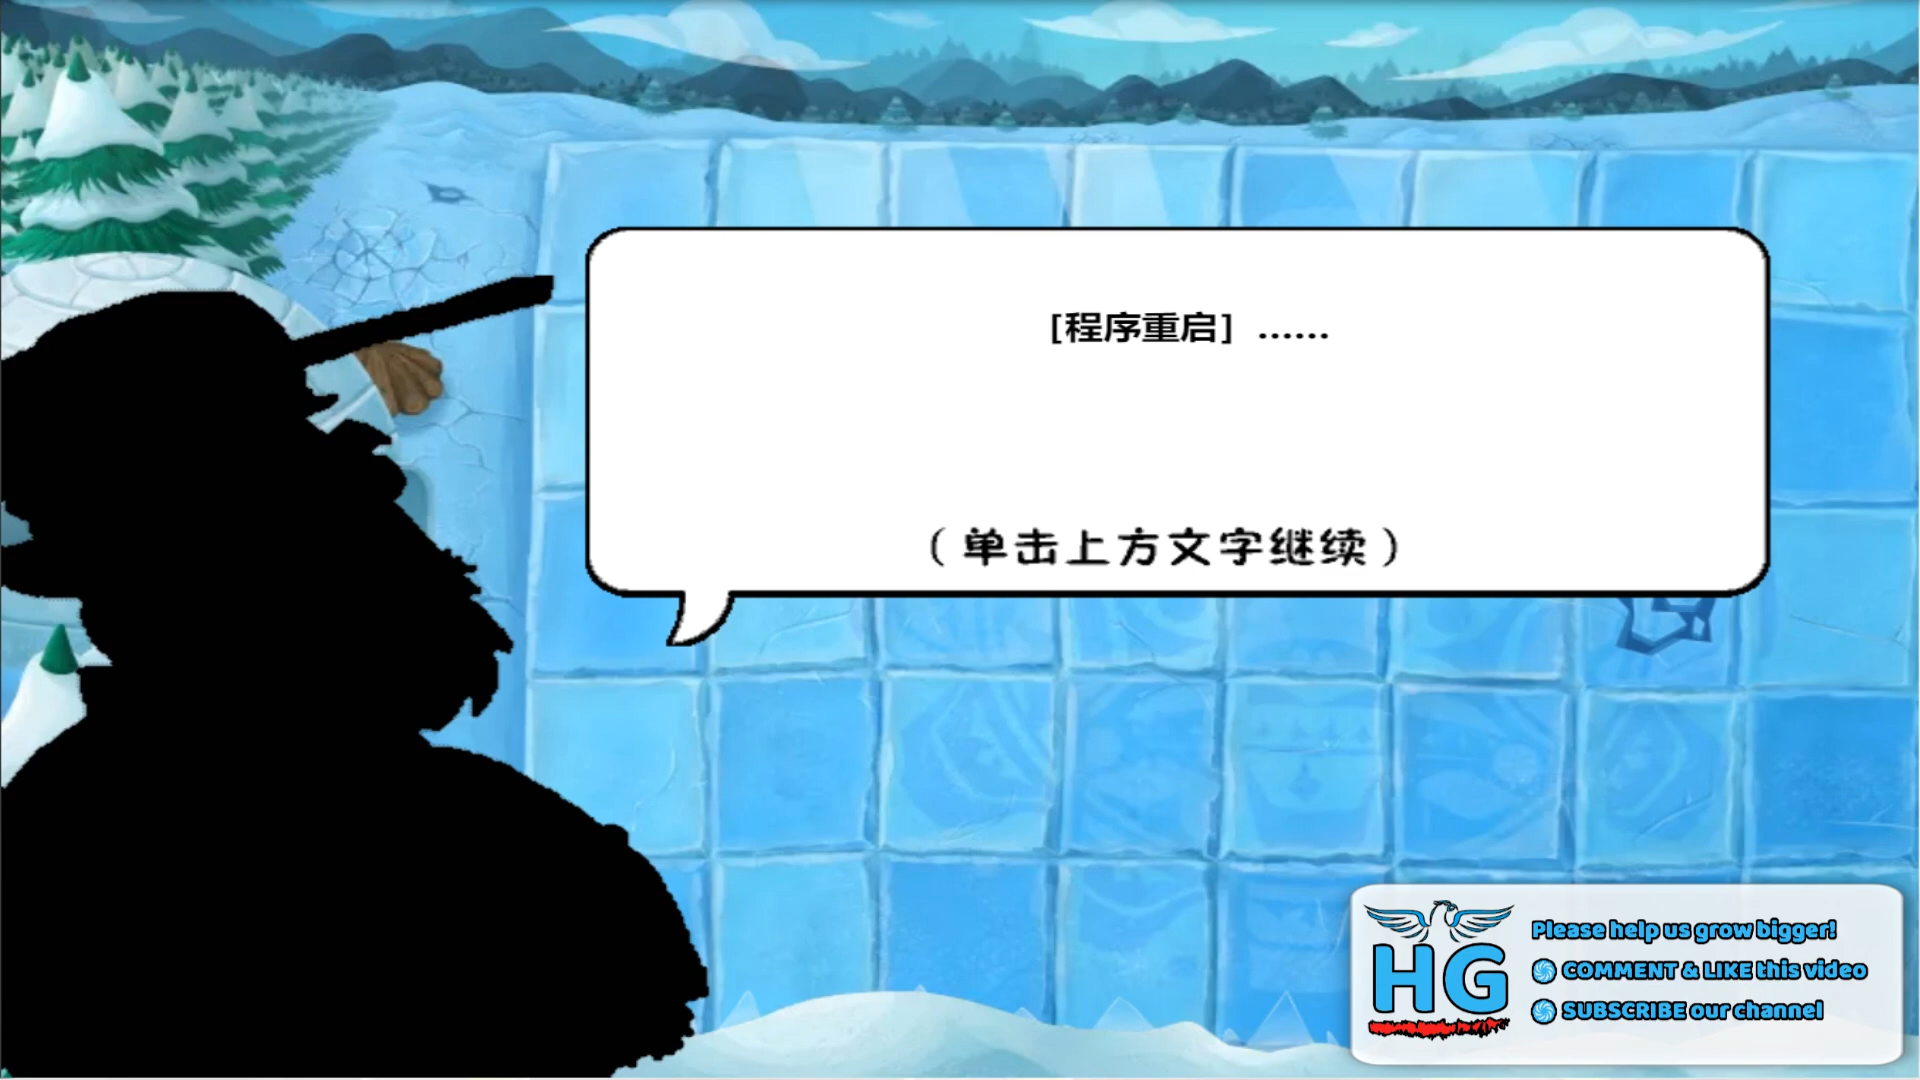 [程序重启] ……
（单击上方文字继续）
HG
Please help us grow bigger!
COMMENT & LIKE this video
SUBSCRIBE our channel